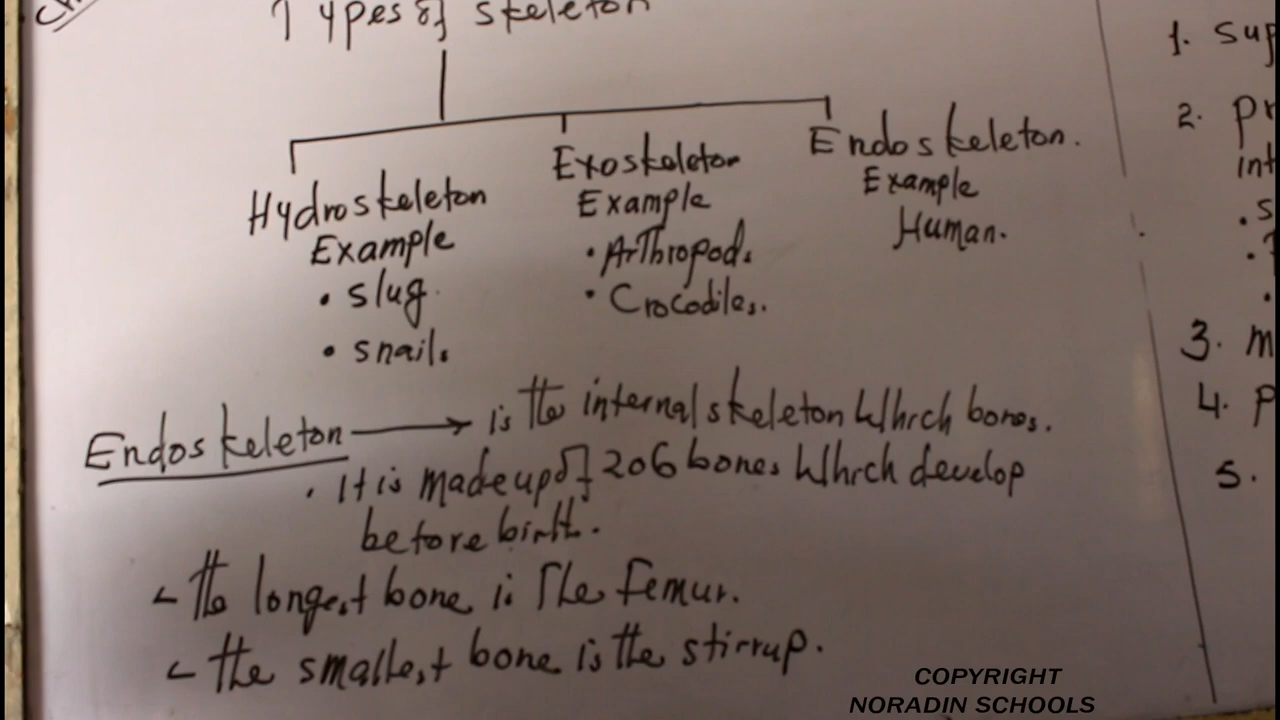 Types of skeleton
Hydroskeleton
Example
• slug.
• snails
Exoskeleton
Example
• Arthropods
• Crocodiles.
Endoskeleton.
Example
Human.
Endoskeleton → is the internal skeleton which bones.
• It is made up of 206 bones which develop
before birth.
- the longest bone is The Femur.
- the smallest bone is the stirrup.
1. sup
2. pr
int
• s
•
•
3. m
4. p
5.
COPYRIGHT
NORADIN SCHOOLS